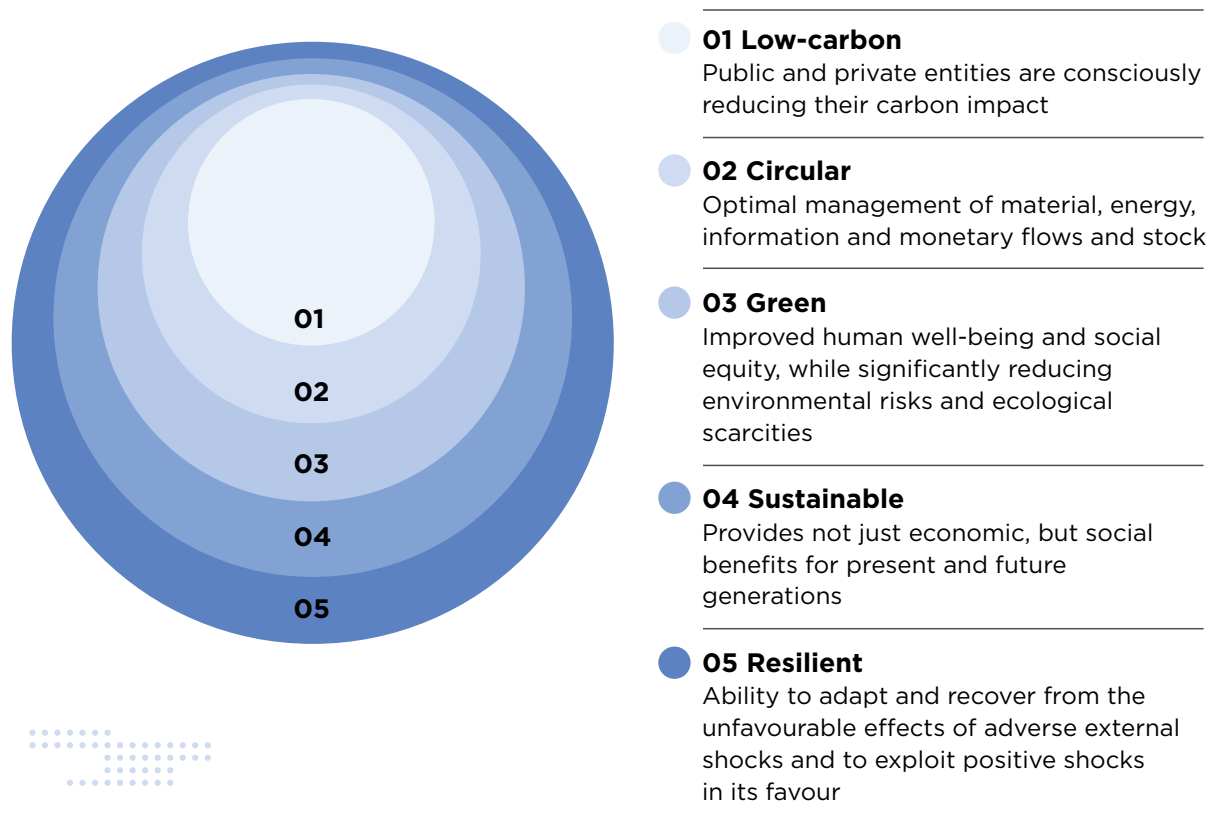 01
02
03
04
05
01 Low-carbon
Public and private entities are consciously
reducing their carbon impact
02 Circular
Optimal management of material, energy,
information and monetary flows and stock
03 Green
Improved human well-being and social
equity, while significantly reducing
environmental risks and ecological
scarcities
04 Sustainable
Provides not just economic, but social
benefits for present and future
generations
05 Resilient
Ability to adapt and recover from the
unfavourable effects of adverse external
shocks and to exploit positive shocks
in its favour